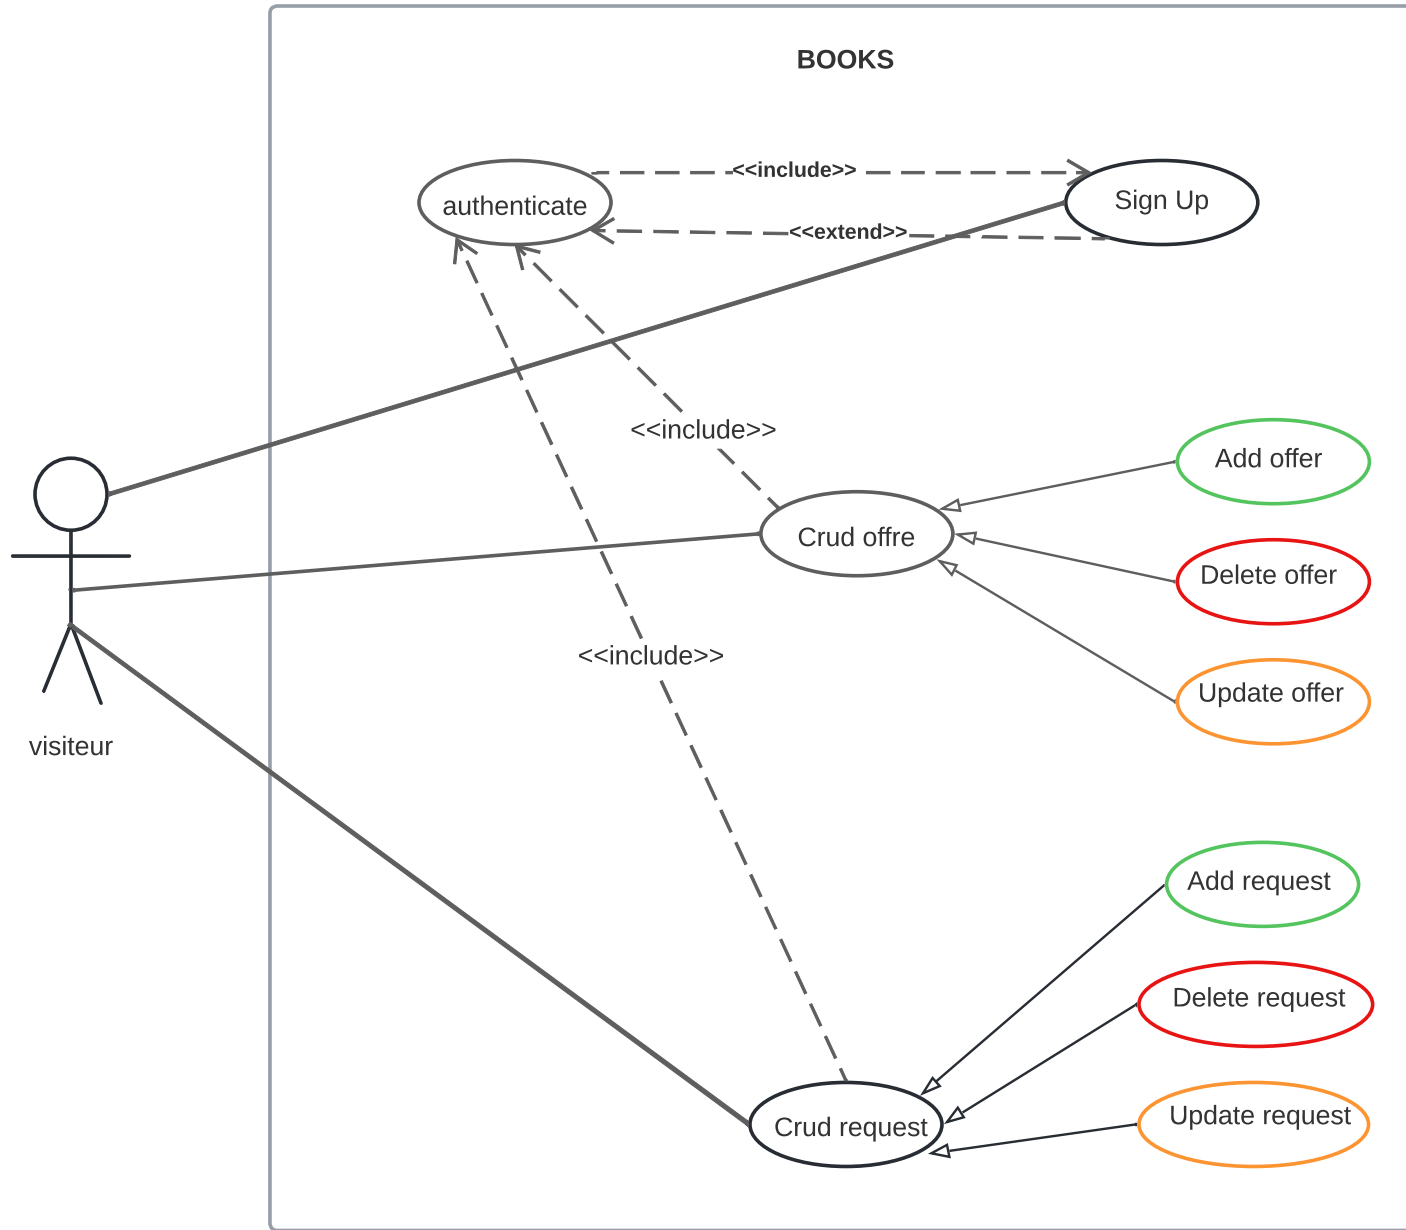 BOOKS
<<include>>
authenticate
Sign Up
<<extend>>
<<include>>
Add offer
Crud offre
Delete offer
<<include>>
Update offer
visiteur
Add request
Delete request
Crud request
Update request